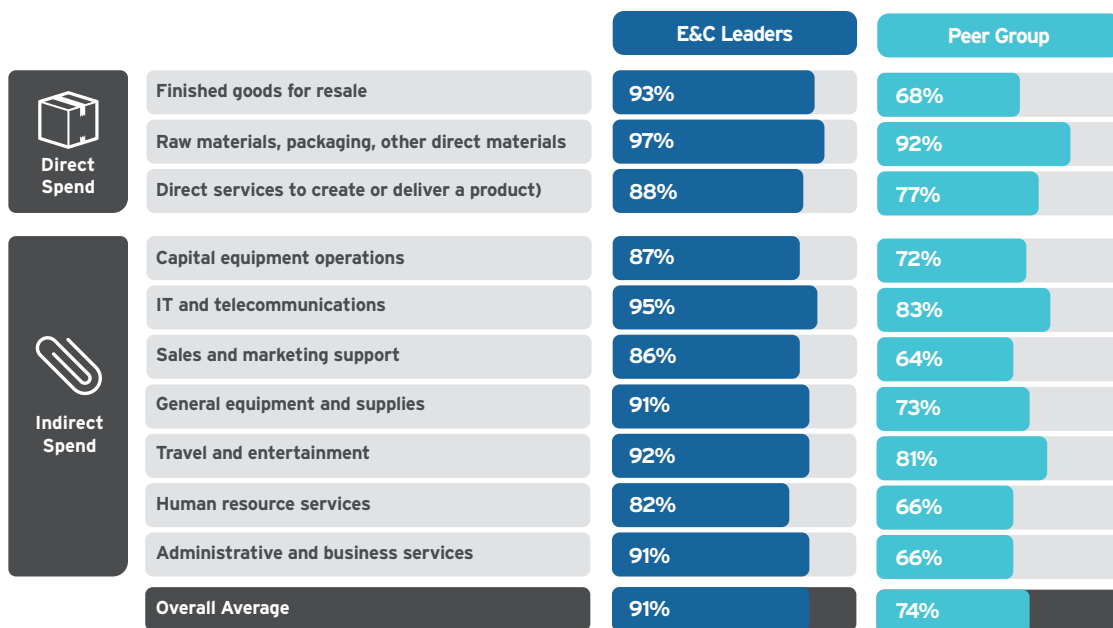 E&C Leaders
Peer Group
Direct
Spend
Finished goods for resale
93%
68%
Raw materials, packaging, other direct materials
97%
92%
Direct services to create or deliver a product)
88%
77%
Indirect
Spend
Capital equipment operations
87%
72%
IT and telecommunications
95%
83%
Sales and marketing support
86%
64%
General equipment and supplies
91%
73%
Travel and entertainment
92%
81%
Human resource services
82%
66%
Administrative and business services
91%
66%
Overall Average
91%
74%